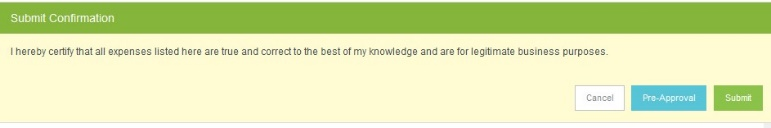 Submit Confirmation
I hereby certify that all expenses listed here are true and correct to the best of my knowledge and are for legitimate business purposes.
Cancel Pre-Approval Submit